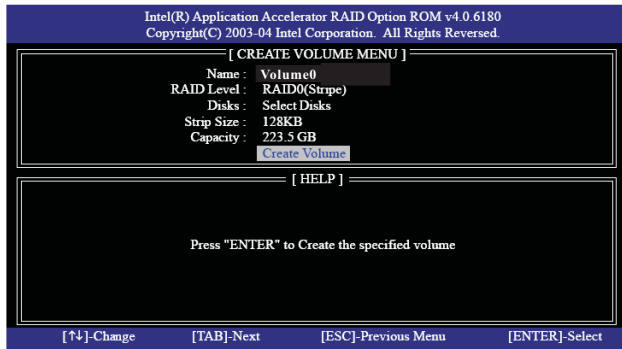 Intel(R) Application Accelerator RAID Option ROM v4.0.6180
Copyright(C) 2003-04 Intel Corporation. All Rights Reversed.
[ CREATE VOLUME MENU ]
Name : Volume0
RAID Level : RAID0(Stripe)
Disks : Select Disks
Strip Size : 128KB
Capacity : 223.5 GB
Create Volume
[ HELP ]
Press "ENTER" to Create the specified volume
[↑↓]-Change [TAB]-Next [ESC]-Previous Menu [ENTER]-Select